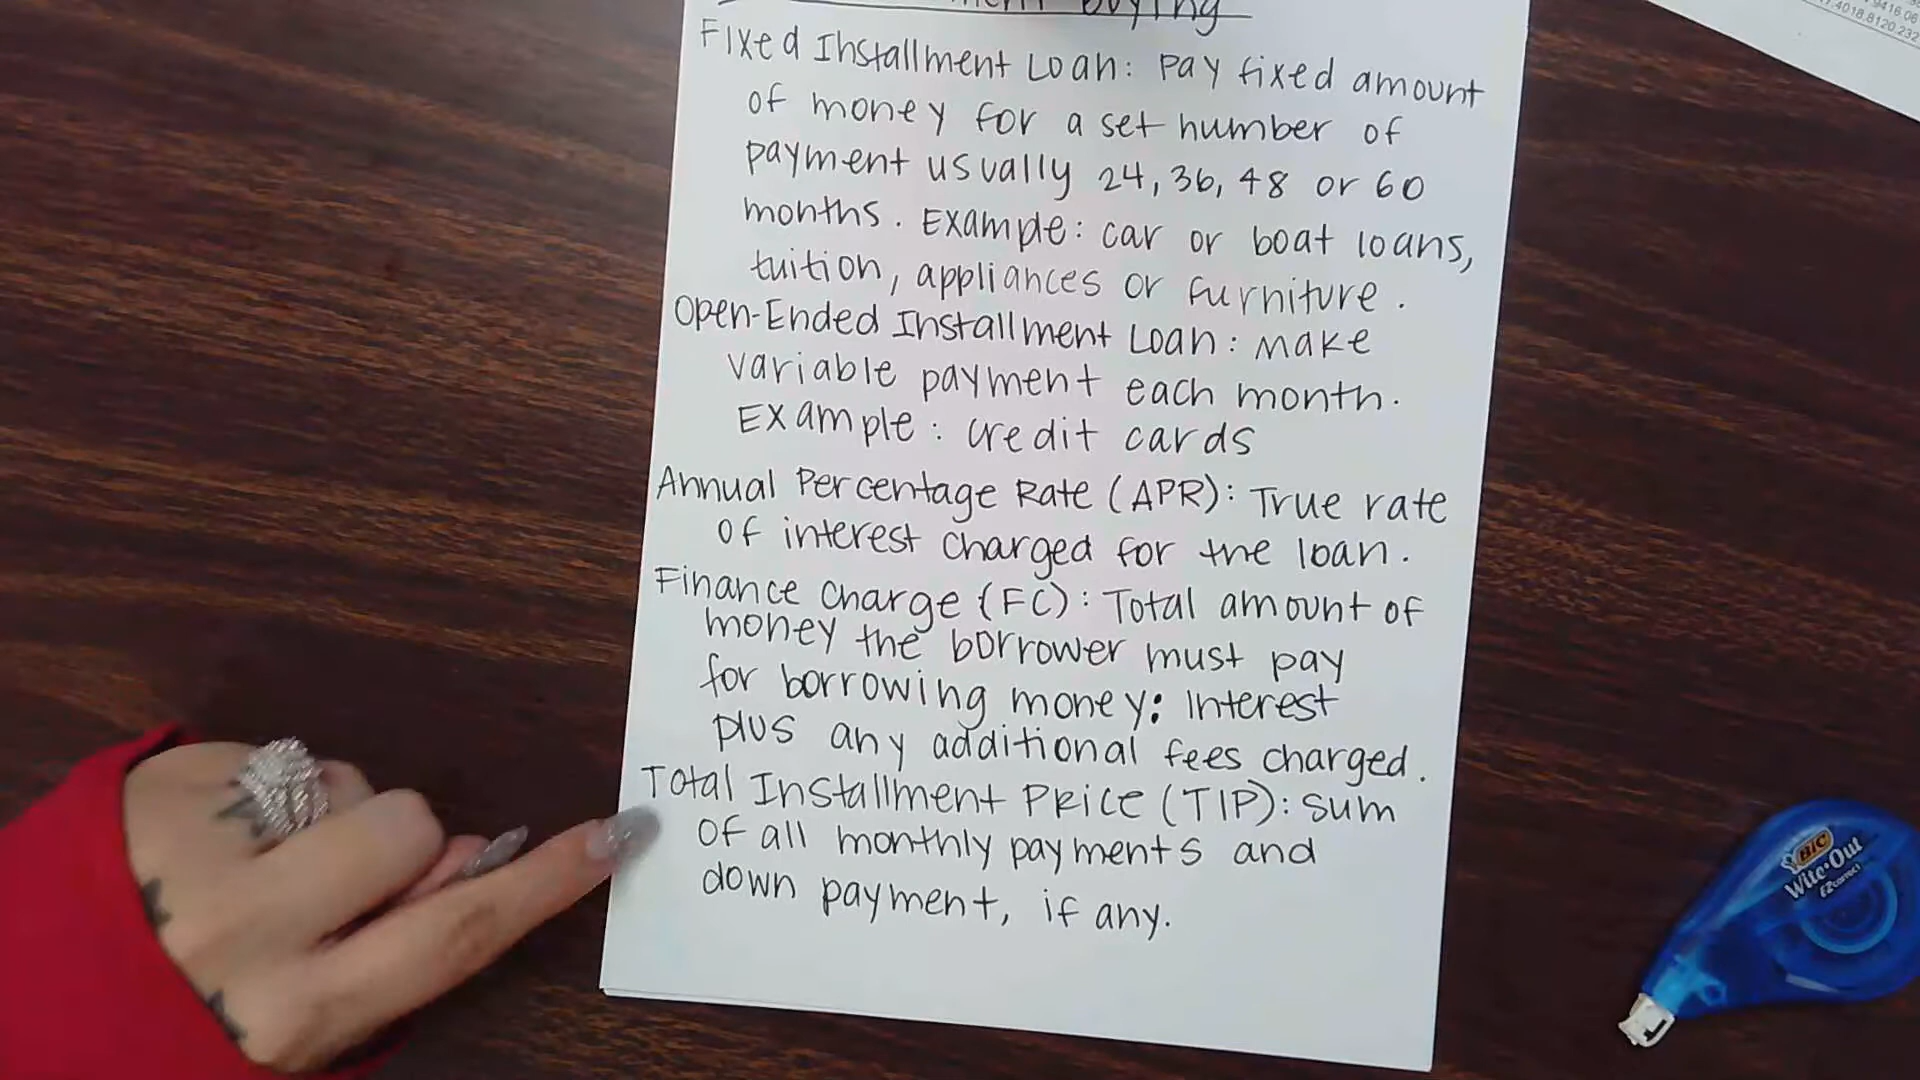 Buying
Fixed Installment Loan: Pay fixed amount
of money for a set number of
payment usually 24, 36, 48 or 60
months. Example: car or boat loans,
tuition, appliances or furniture.
Open-Ended Installment Loan: make
variable payment each month.
Example: credit cards
Annual Percentage Rate (APR): True rate
of interest charged for the loan.
Finance Charge (FC): Total amount of
money the borrower must pay
for borrowing money: Interest
plus any additional fees charged.
Total Installment Price (TIP): sum
of all monthly payments and
down payment, if any.
BIC
Wite·Out
EZ correct